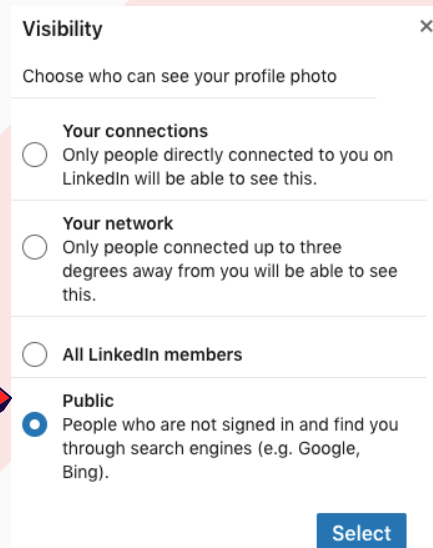 Visibility
×
Choose who can see your profile photo
Your connections
Only people directly connected to you on
LinkedIn will be able to see this.
Your network
Only people connected up to three
degrees away from you will be able to see
this.
All LinkedIn members
Public
People who are not signed in and find you
through search engines (e.g. Google,
Bing).
Select